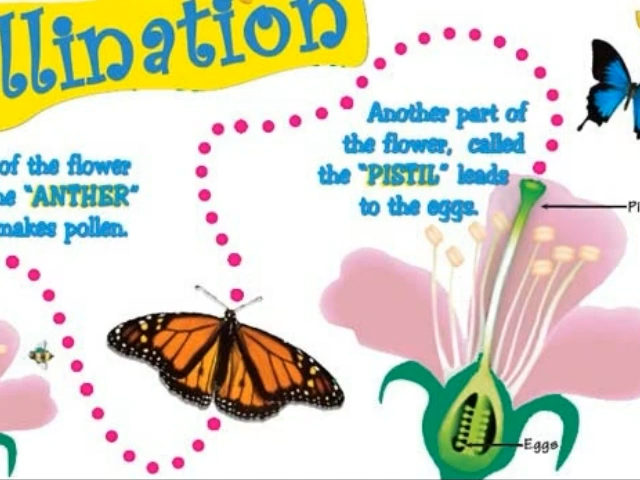 llination
of the flower
"ANTHER"
makes pollen.
Another part of
the flower, called
the "PISTIL" leads
to the eggs.
Pi
Eggs